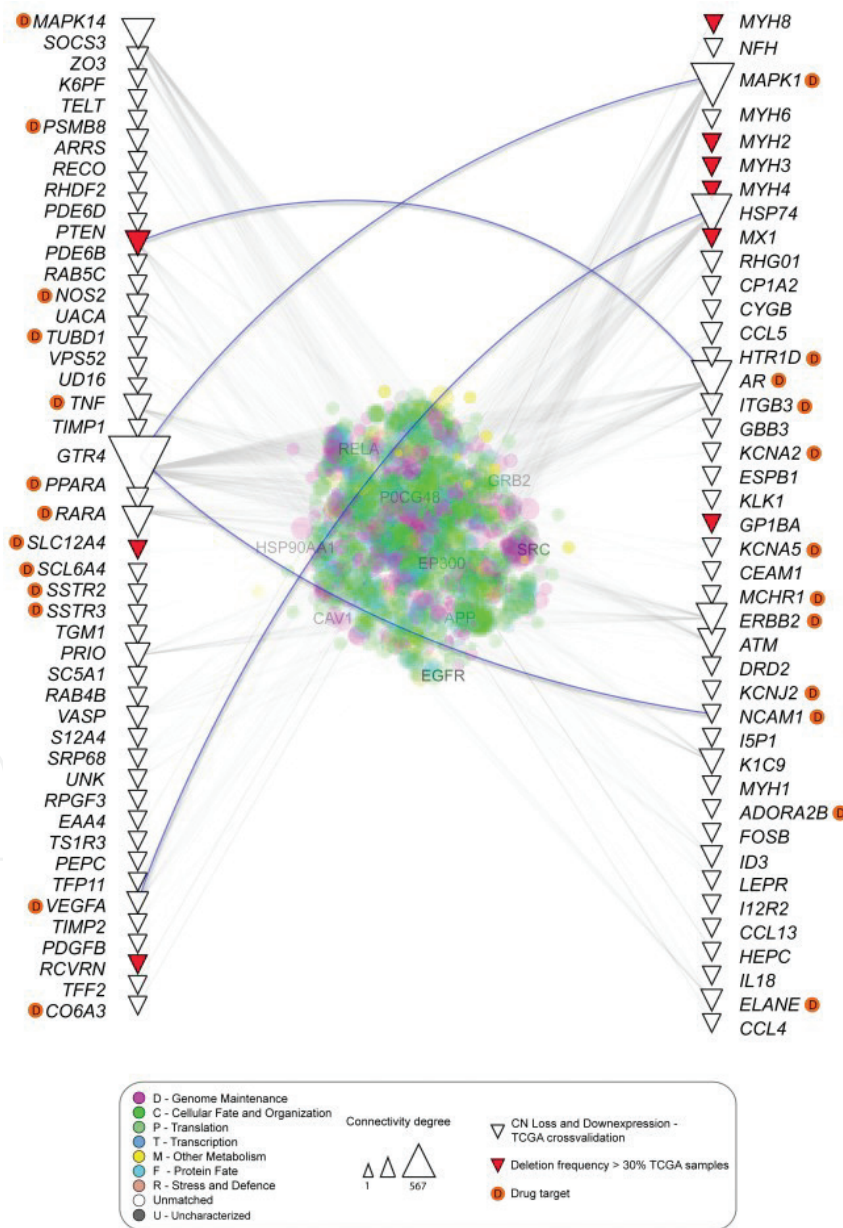 D MAPK14
SOCS3
ZO3
K6PF
TELT
D PSMB8
ARRS
RECO
RHDF2
PDE6D
PTEN
PDE6B
RAB5C
D NOS2
UACA
D TUBD1
VPS52
UD16
D TNF
TIMP1
GTR4
D PPARA
D RARA
D SLC12A4
D SCL6A4
D SSTR2
D SSTR3
TGM1
PRIO
SC5A1
RAB4B
VASP
S12A4
SRP68
UNK
RPGF3
EAA4
TS1R3
PEPC
TFP11
D VEGFA
TIMP2
PDGFB
RCVRN
TFF2
D CO6A3
RELA
GRB2
P0CG48
HSP90AA1
SRC
EP300
CAV1
APP
EGFR
MYH8
NFH
MAPK1 D
MYH6
MYH2
MYH3
MYH4
HSP74
MX1
RHG01
CP1A2
CYGB
CCL5
HTR1D D
AR D
ITGB3 D
GBB3
KCNA2 D
ESPB1
KLK1
GP1BA
KCNA5 D
CEAM1
MCHR1 D
ERBB2 D
ATM
DRD2
KCNJ2 D
NCAM1 D
I5P1
K1C9
MYH1
ADORA2B D
FOSB
ID3
LEPR
I12R2
CCL13
HEPC
IL18
ELANE D
CCL4
D - Genome Maintenance
C - Cellular Fate and Organization
P - Translation
T - Transcription
M - Other Metabolism
F - Protein Fate
R - Stress and Defence
Unmatched
U - Uncharacterized
Connectivity degree
1 567
CN Loss and Downexpression -
TCGA crossvalidation
Deletion frequency > 30% TCGA samples
D Drug target